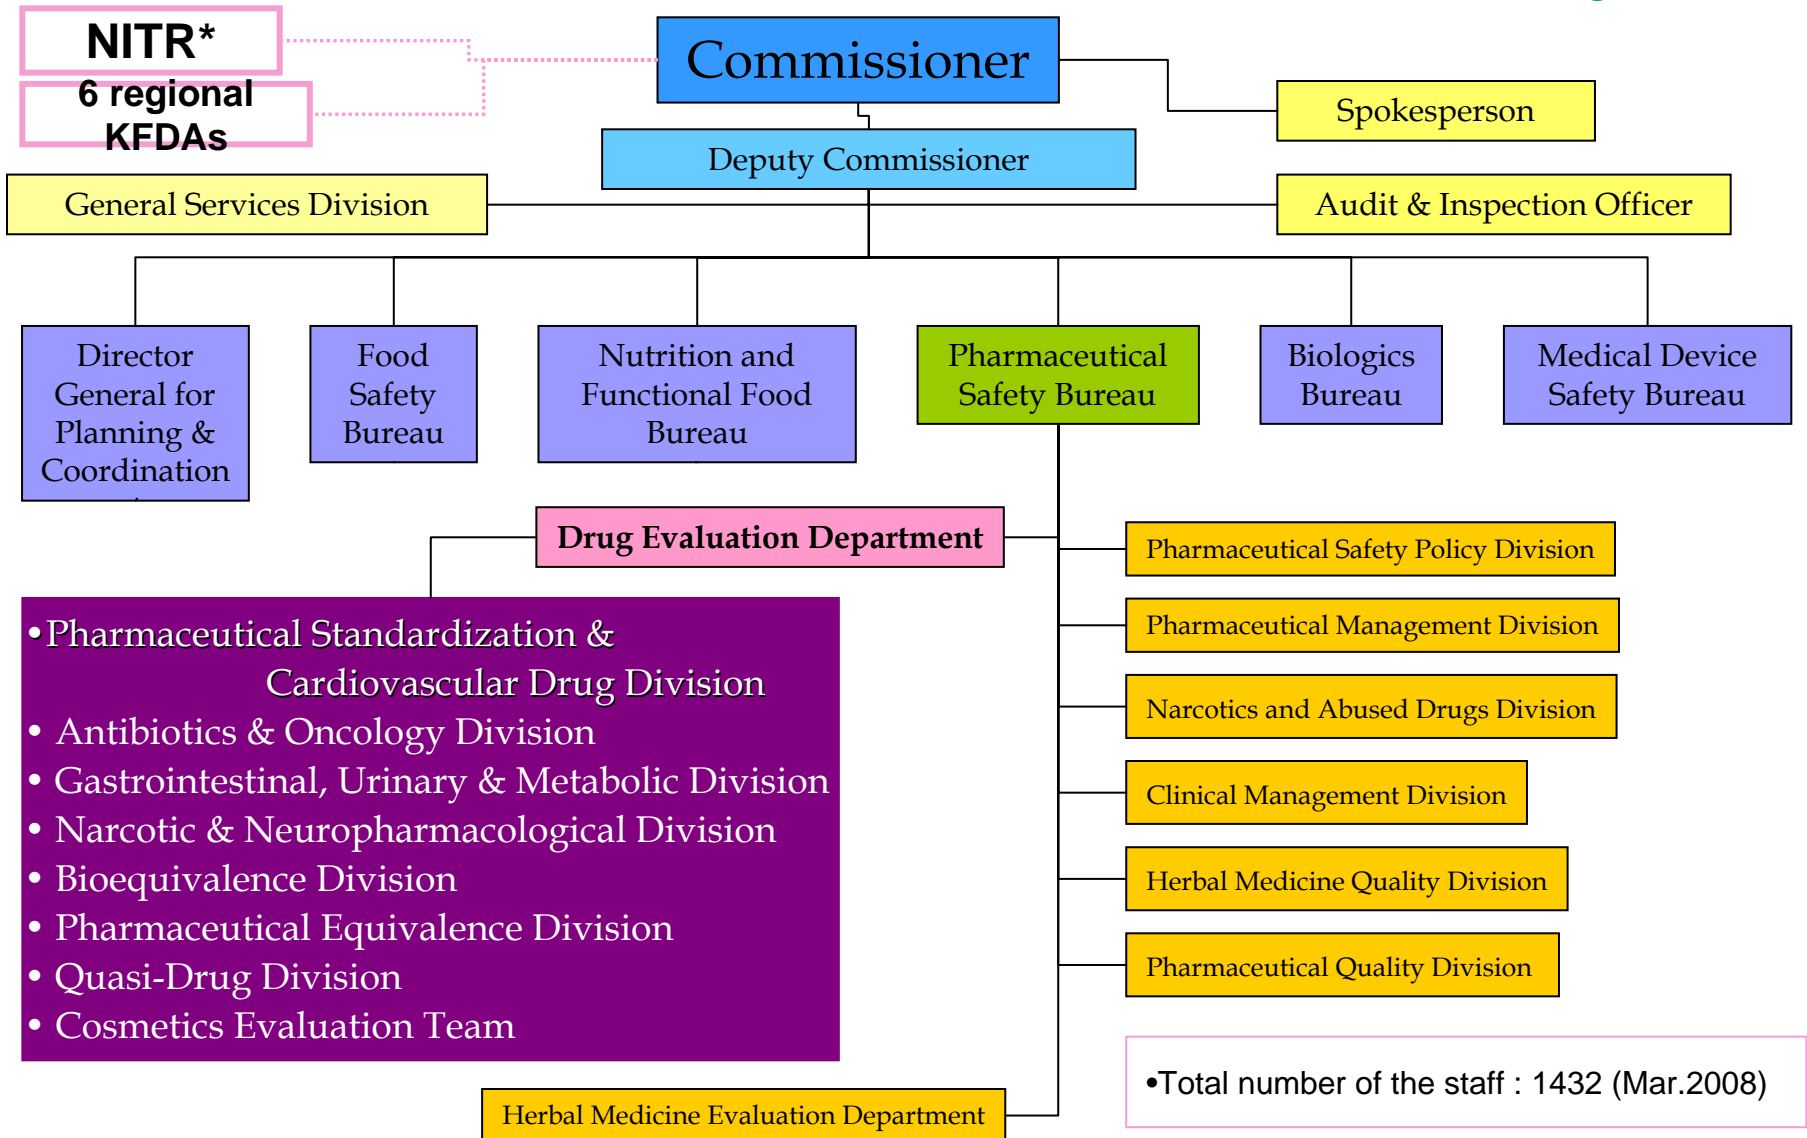 NITR*
6 regional
KFDAs
Commissioner
Spokesperson
Deputy Commissioner
General Services Division
Audit & Inspection Officer
Director
General for
Planning &
Coordination
Food
Safety
Bureau
Nutrition and
Functional Food
Bureau
Pharmaceutical
Safety Bureau
Biologics
Bureau
Medical Device
Safety Bureau
Drug Evaluation Department
•Pharmaceutical Standardization &
Cardiovascular Drug Division
• Antibiotics & Oncology Division
• Gastrointestinal, Urinary & Metabolic Division
• Narcotic & Neuropharmacological Division
• Bioequivalence Division
• Pharmaceutical Equivalence Division
• Quasi-Drug Division
• Cosmetics Evaluation Team
Pharmaceutical Safety Policy Division
Pharmaceutical Management Division
Narcotics and Abused Drugs Division
Clinical Management Division
Herbal Medicine Quality Division
Pharmaceutical Quality Division
Herbal Medicine Evaluation Department
•Total number of the staff : 1432 (Mar.2008)